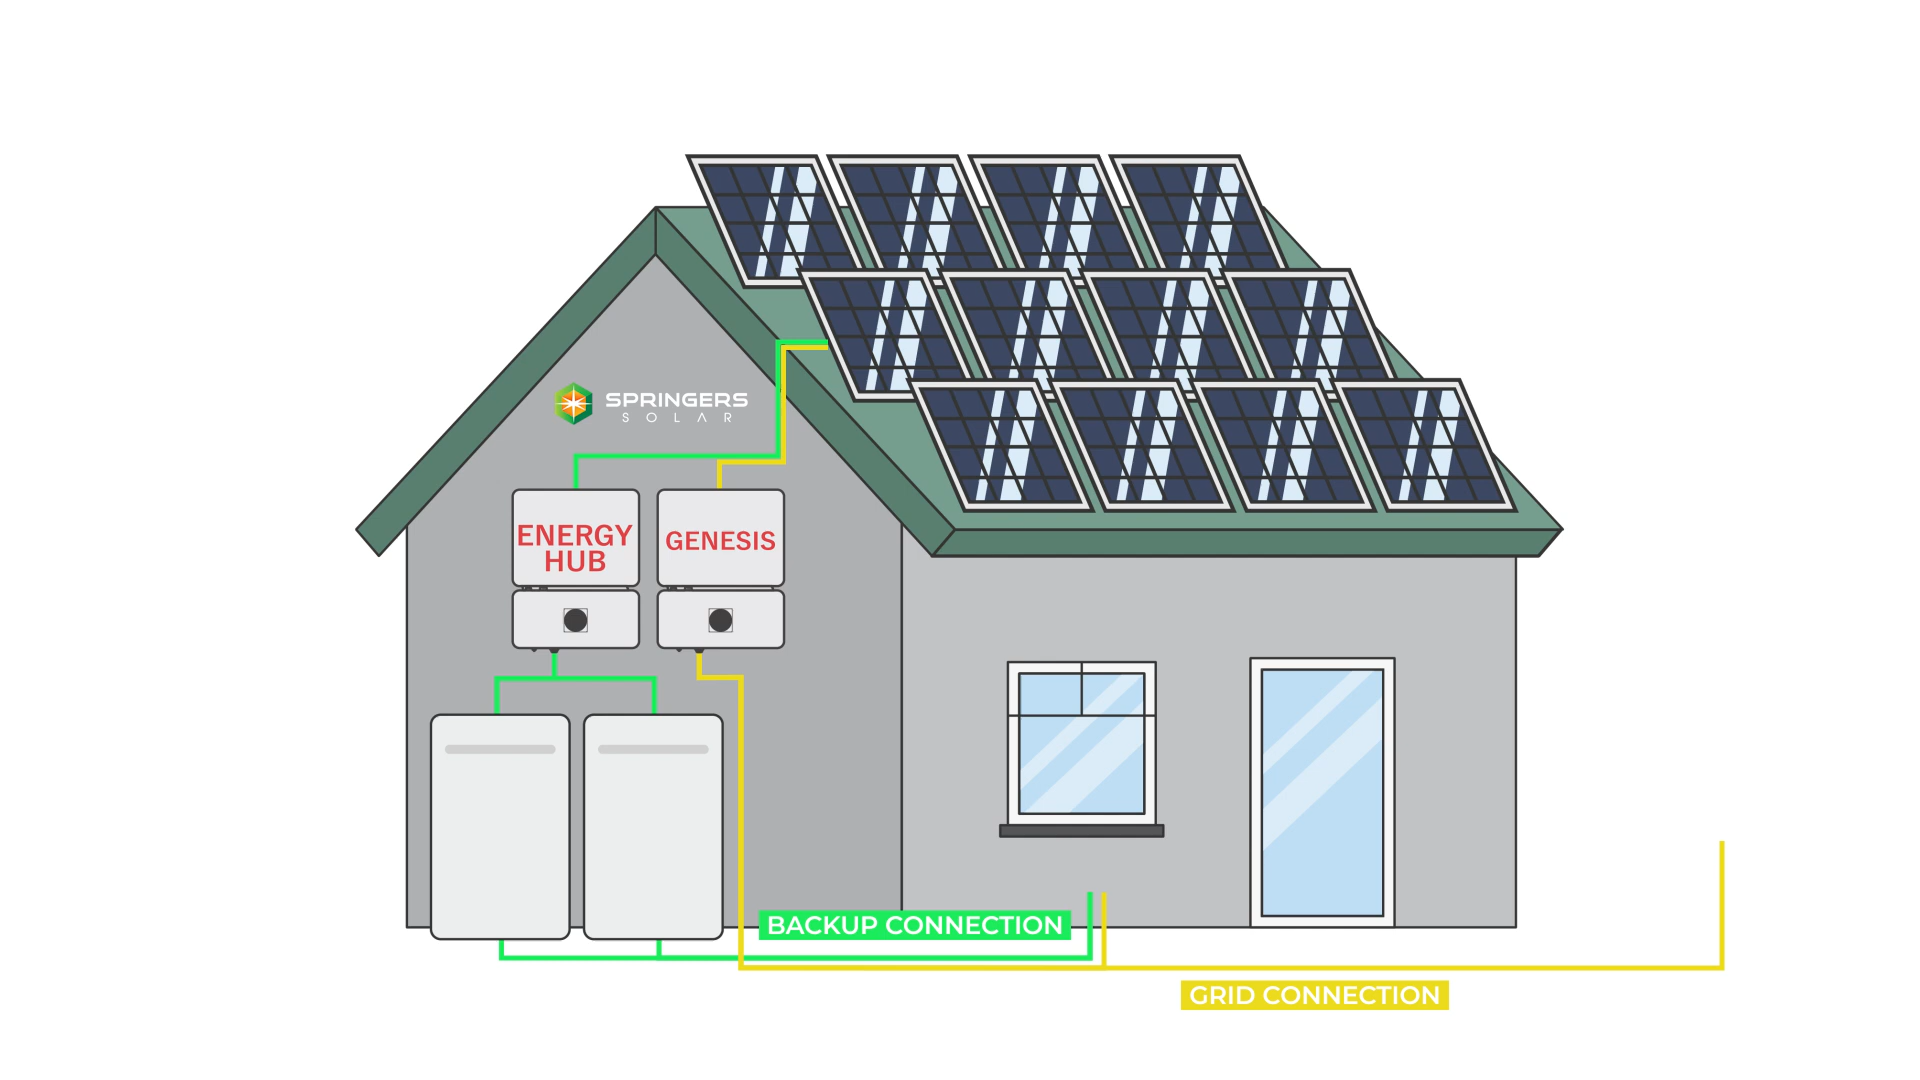 SPRINGERS
SOLAR
ENERGY
HUB
GENESIS
BACKUP CONNECTION
GRID CONNECTION